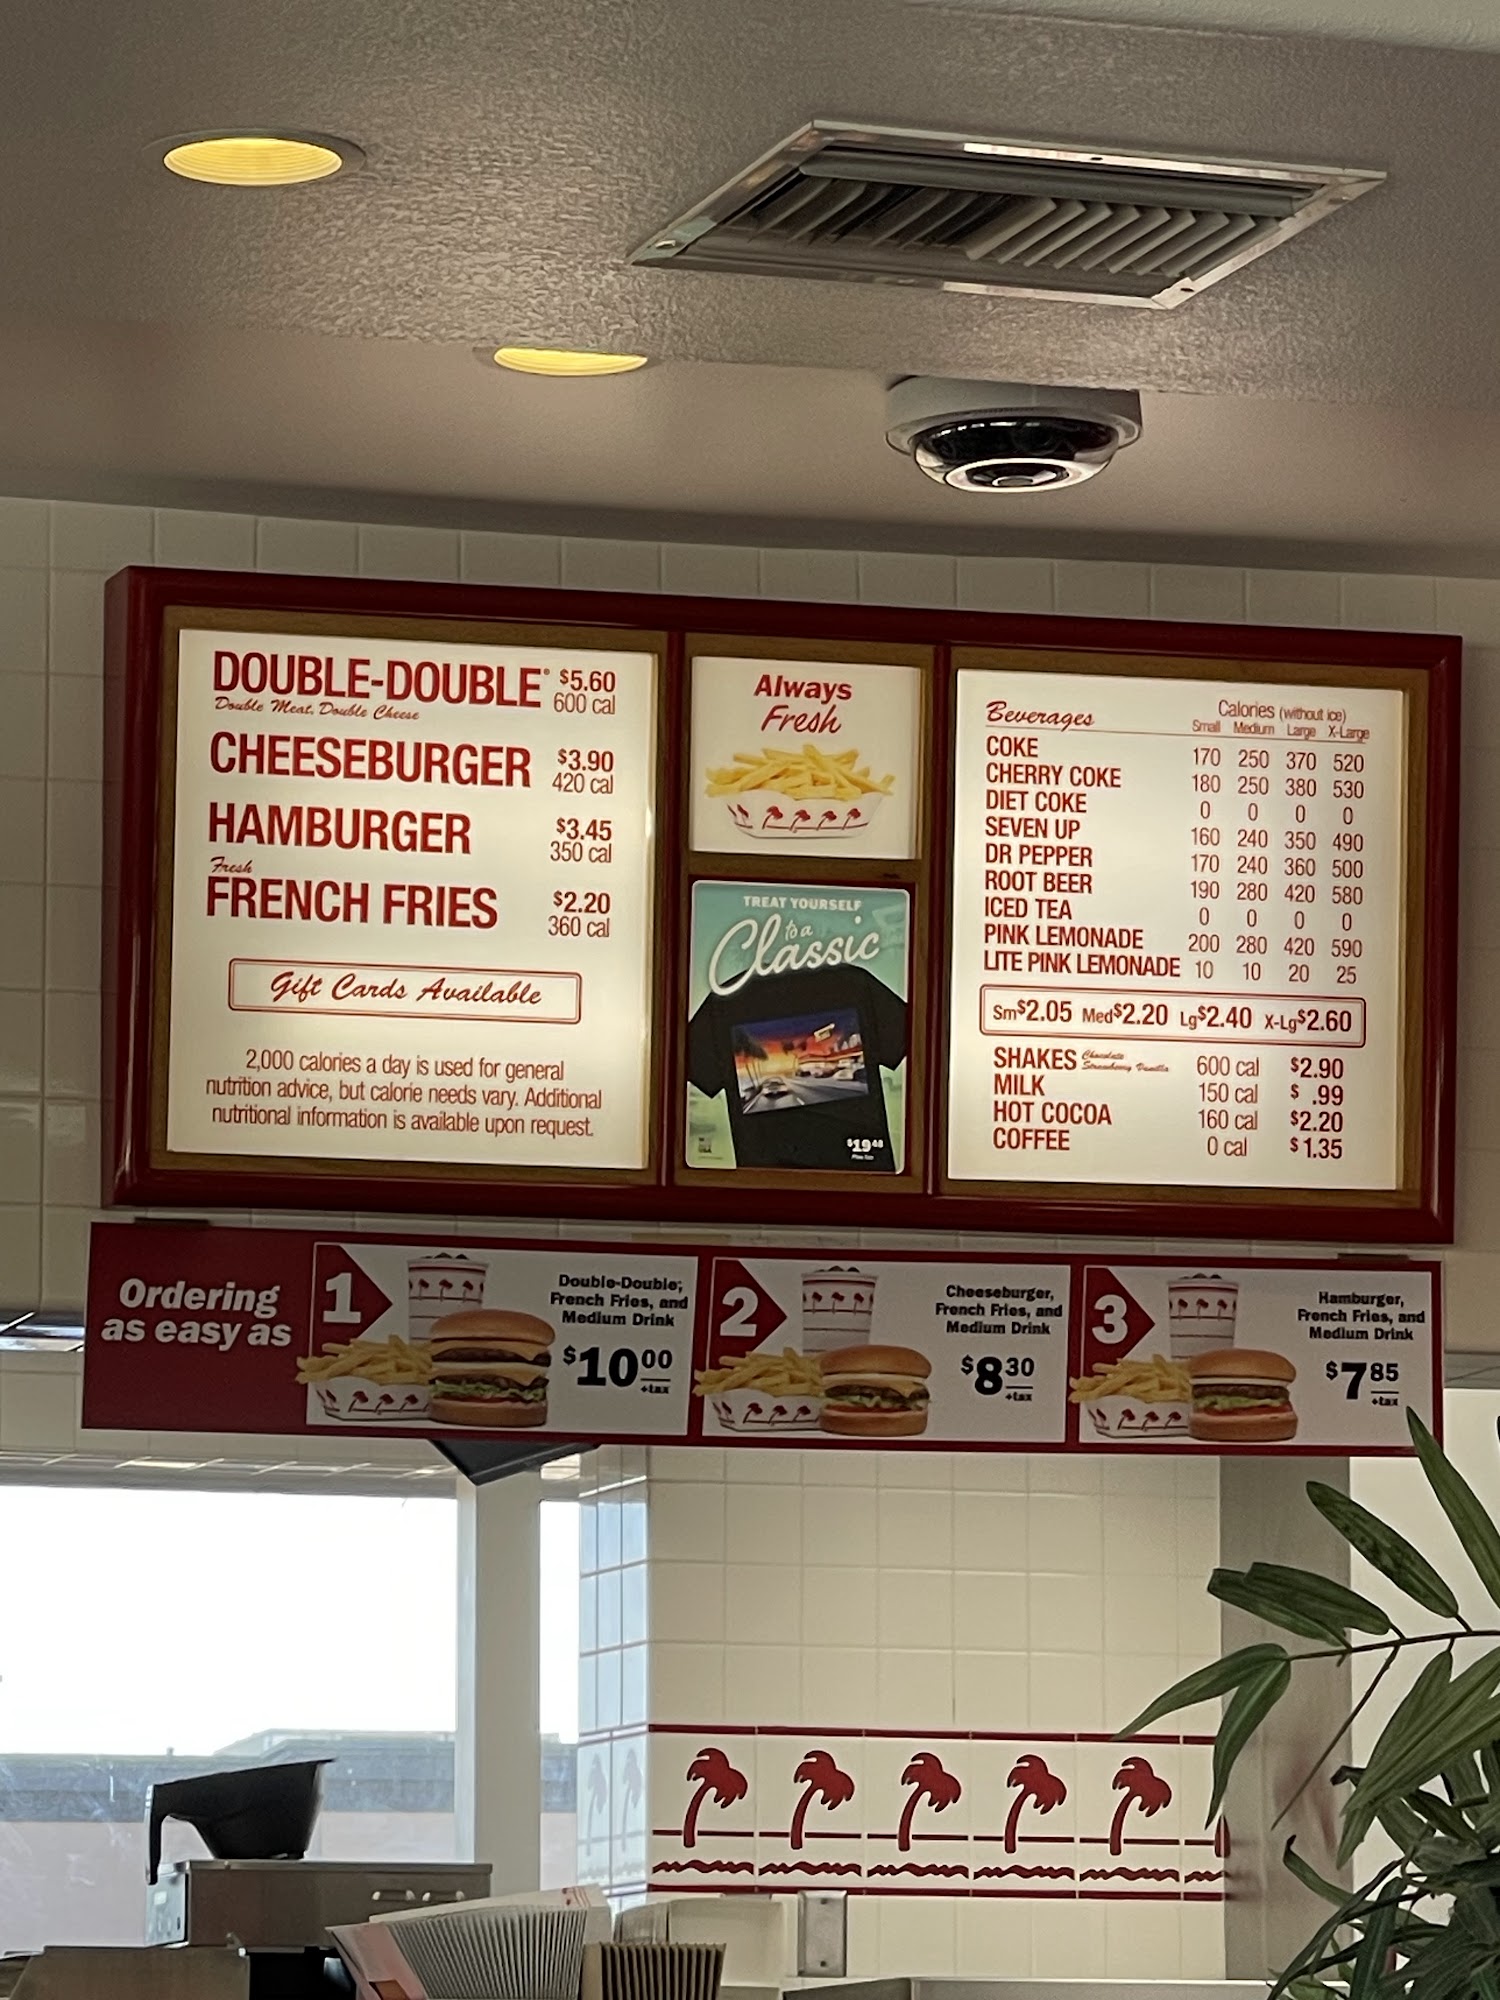 DOUBLE-DOUBLE® $5.60
Double Meat, Double Cheese 600 cal
CHEESEBURGER $3.90
420 cal
HAMBURGER $3.45
350 cal
Fresh
FRENCH FRIES $2.20
360 cal
Gift Cards Available
2,000 calories a day is used for general
nutrition advice, but calorie needs vary. Additional
nutritional information is available upon request.
Always
Fresh
TREAT YOURSELF
to a
Classic
$19.48
Plus Tax
Beverages Calories (without ice)
Small Medium Large X-Large
COKE 170 250 370 520
CHERRY COKE 180 250 380 530
DIET COKE 0 0 0 0
SEVEN UP 160 240 350 490
DR PEPPER 170 240 360 500
ROOT BEER 190 280 420 580
ICED TEA 0 0 0 0
PINK LEMONADE 200 280 420 590
LITE PINK LEMONADE 10 10 20 25
Sm$2.05 Med$2.20 Lg$2.40 X-Lg$2.60
SHAKES Chocolate Strawberry Vanilla 600 cal $2.90
MILK 150 cal $ .99
HOT COCOA 160 cal $2.20
COFFEE 0 cal $1.35
Ordering
as easy as
1
Double-Double,
French Fries, and
Medium Drink
$10.00
+tax
2
Cheeseburger,
French Fries, and
Medium Drink
$8.30
+tax
3
Hamburger,
French Fries, and
Medium Drink
$7.85
+tax